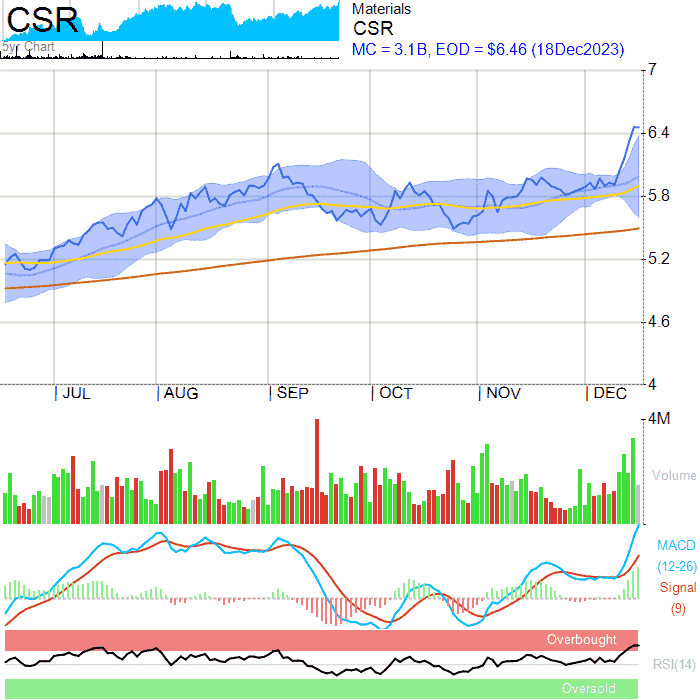 CSR
5yr Chart
Materials
CSR
MC = 3.1B, EOD = $6.46 (18Dec2023)
7
6.4
5.8
5.2
4.6
4
JUL AUG SEP OCT NOV DEC
4M
Volume
MACD
(12-26)
Signal
(9)
Overbought
RSI(14)
Oversold